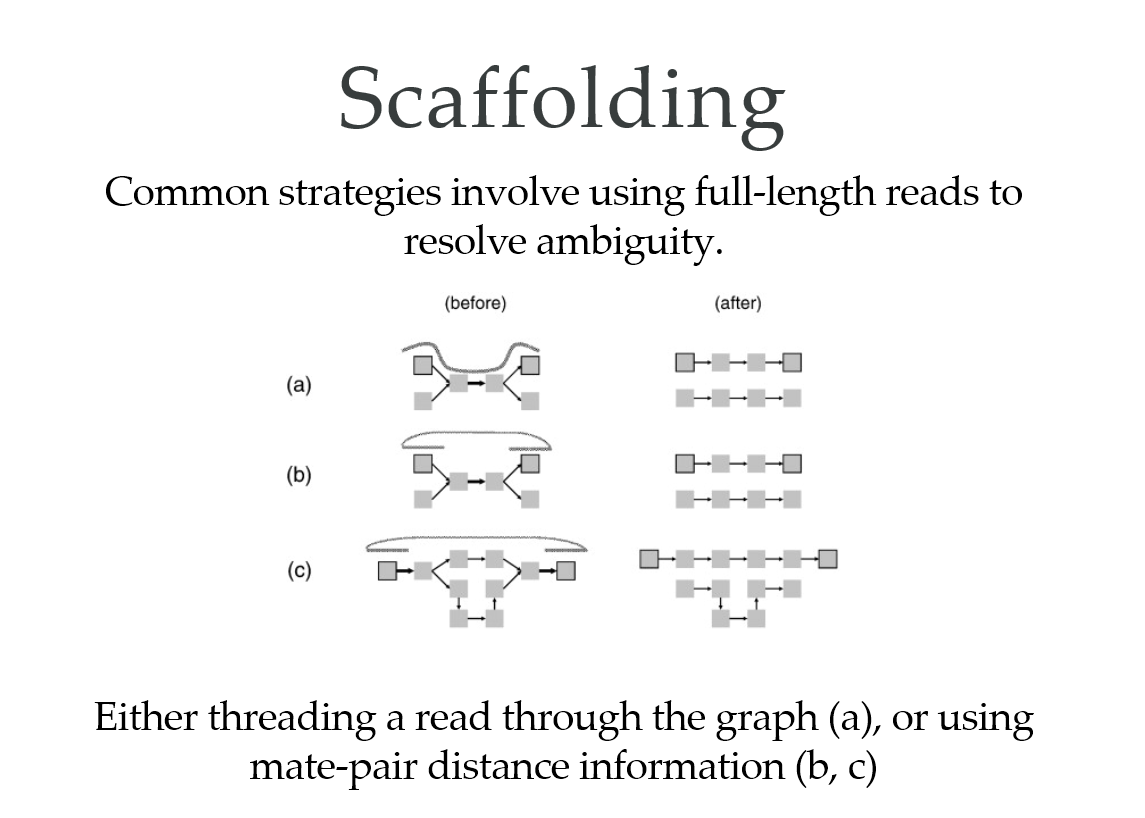 Scaffolding
Common strategies involve using full-length reads to
resolve ambiguity.
(before) (after)
(a)
(b)
(c)
Either threading a read through the graph (a), or using
mate-pair distance information (b, c)